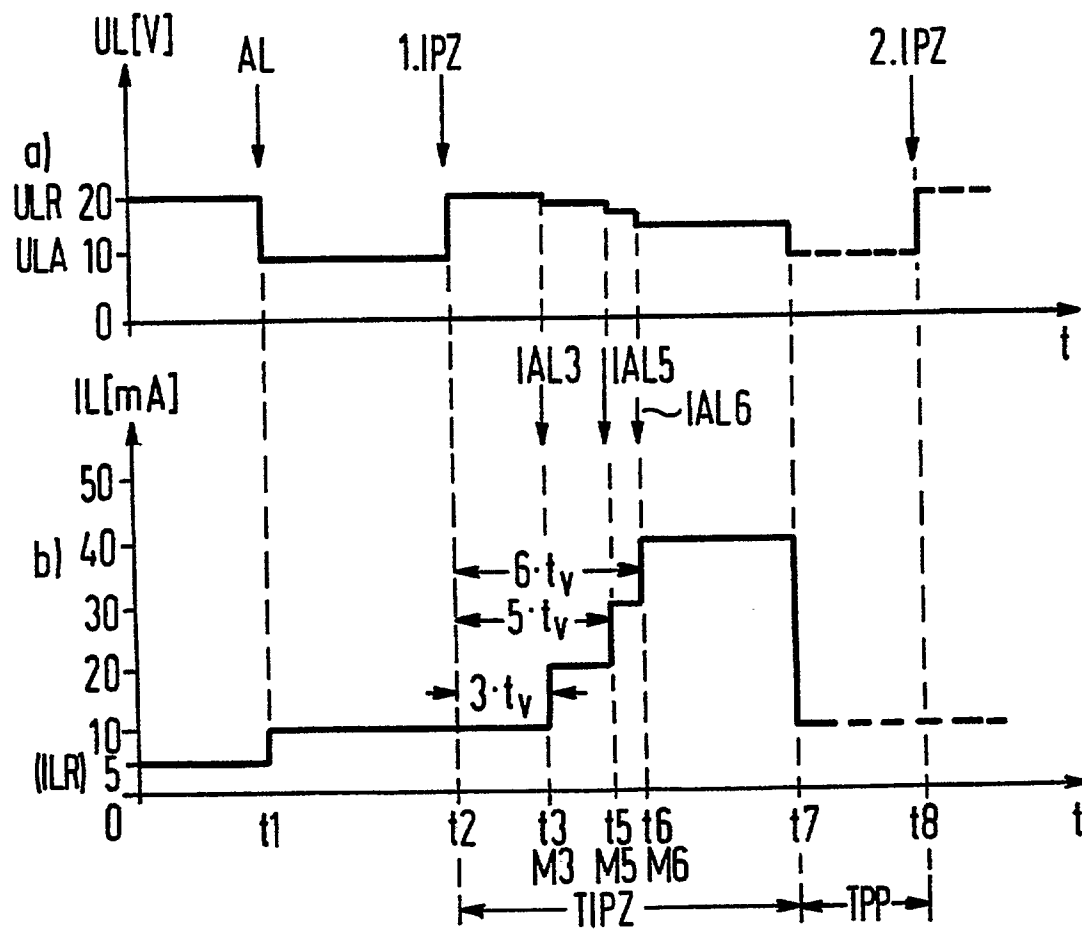 UL[V]
AL
1.IPZ
2.IPZ
a)
ULR 20
ULA 10
0
t
IAL3
IAL5
IAL6
IL[mA]
50
b) 40
6·tv
30
5·tv
20
3·tv
10
(ILR) 5
0
t1 t2 t3 t5 t6 t7 t8 t
M3 M5 M6
TIPZ TPP